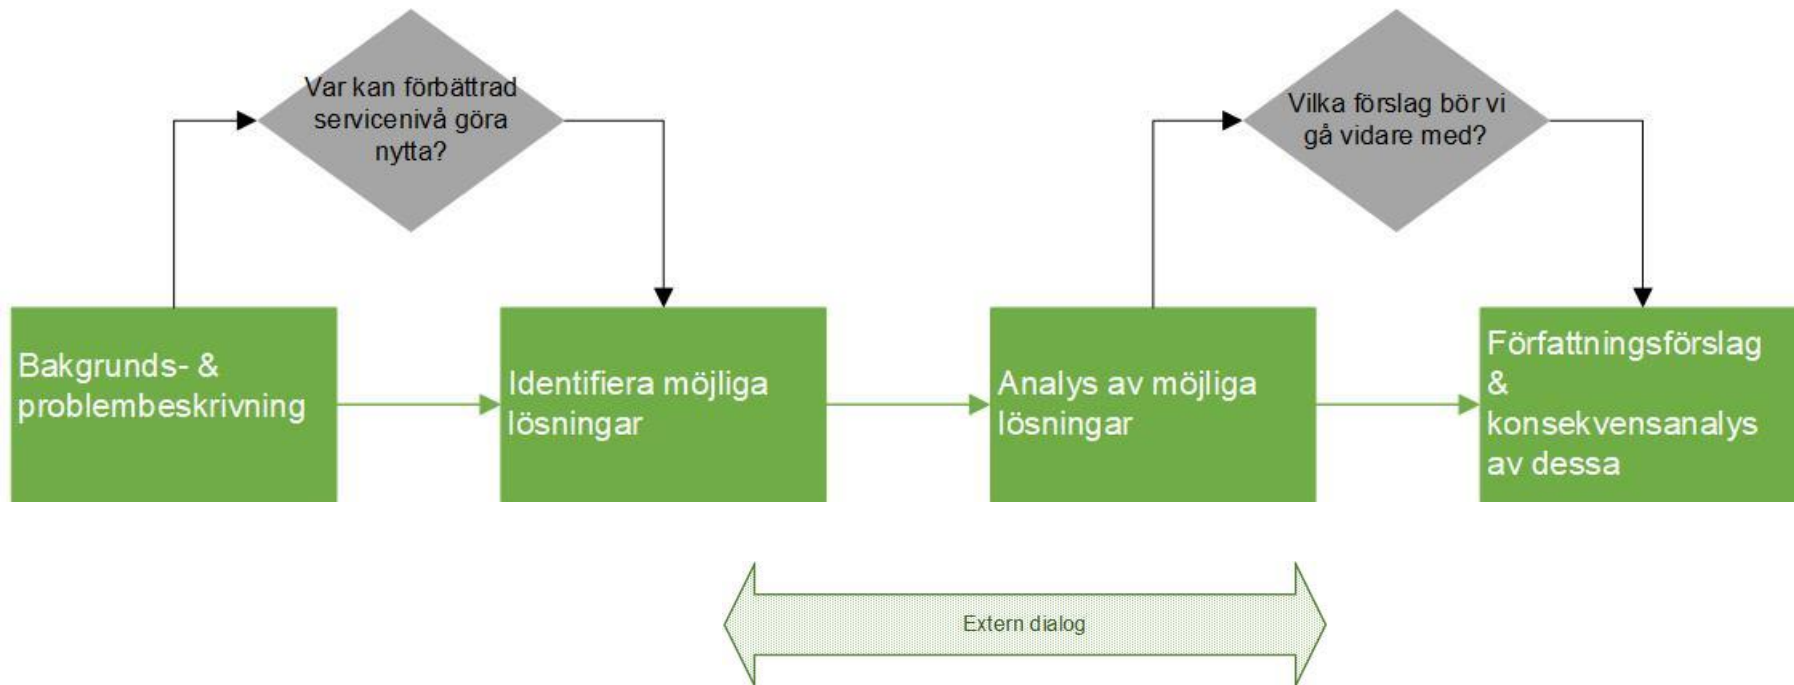 Var kan förbättrad
servicenivå göra
nytta?
Vilka förslag bör vi
gå vidare med?
Bakgrunds- &
problembeskrivning
Identifiera möjliga
lösningar
Analys av möjliga
lösningar
Författningsförslag
&
konsekvensanalys
av dessa
Extern dialog